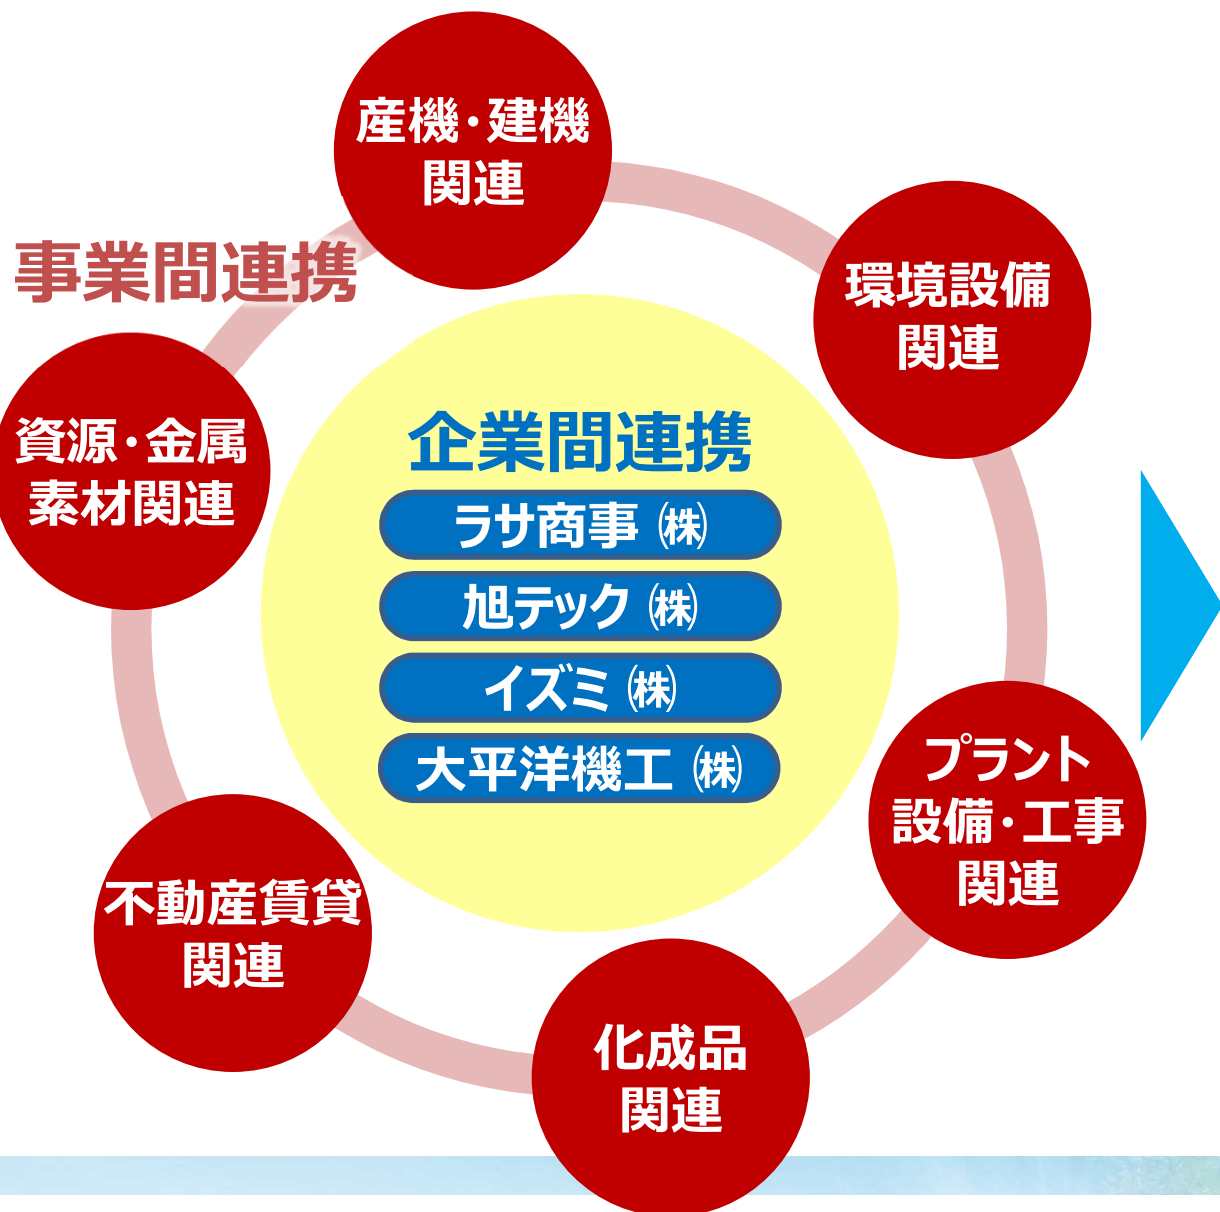 産機・建機
関連
事業間連携
環境設備
関連
資源・金属
素材関連
企業間連携
ラサ商事 ㈱
旭テック ㈱
イズミ ㈱
大平洋機工 ㈱
プラント
設備・工事
関連
不動産賃貸
関連
化成品
関連